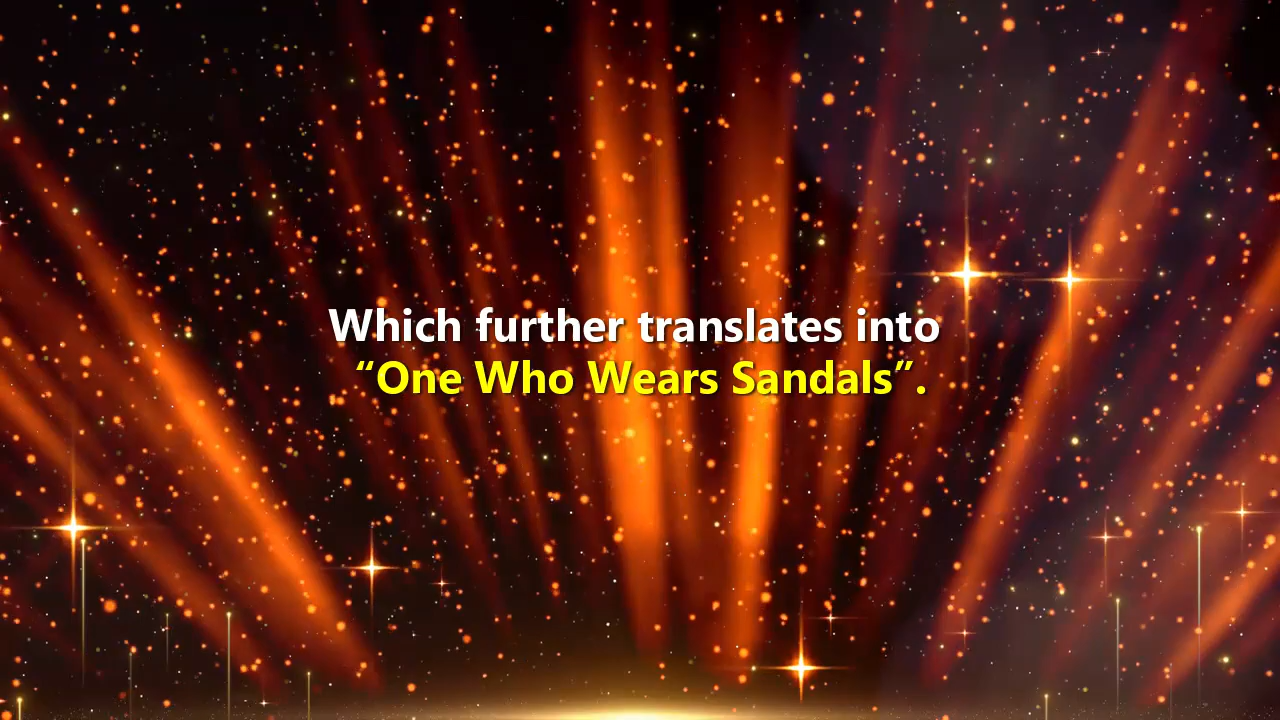 Which further translates into
“One Who Wears Sandals”.